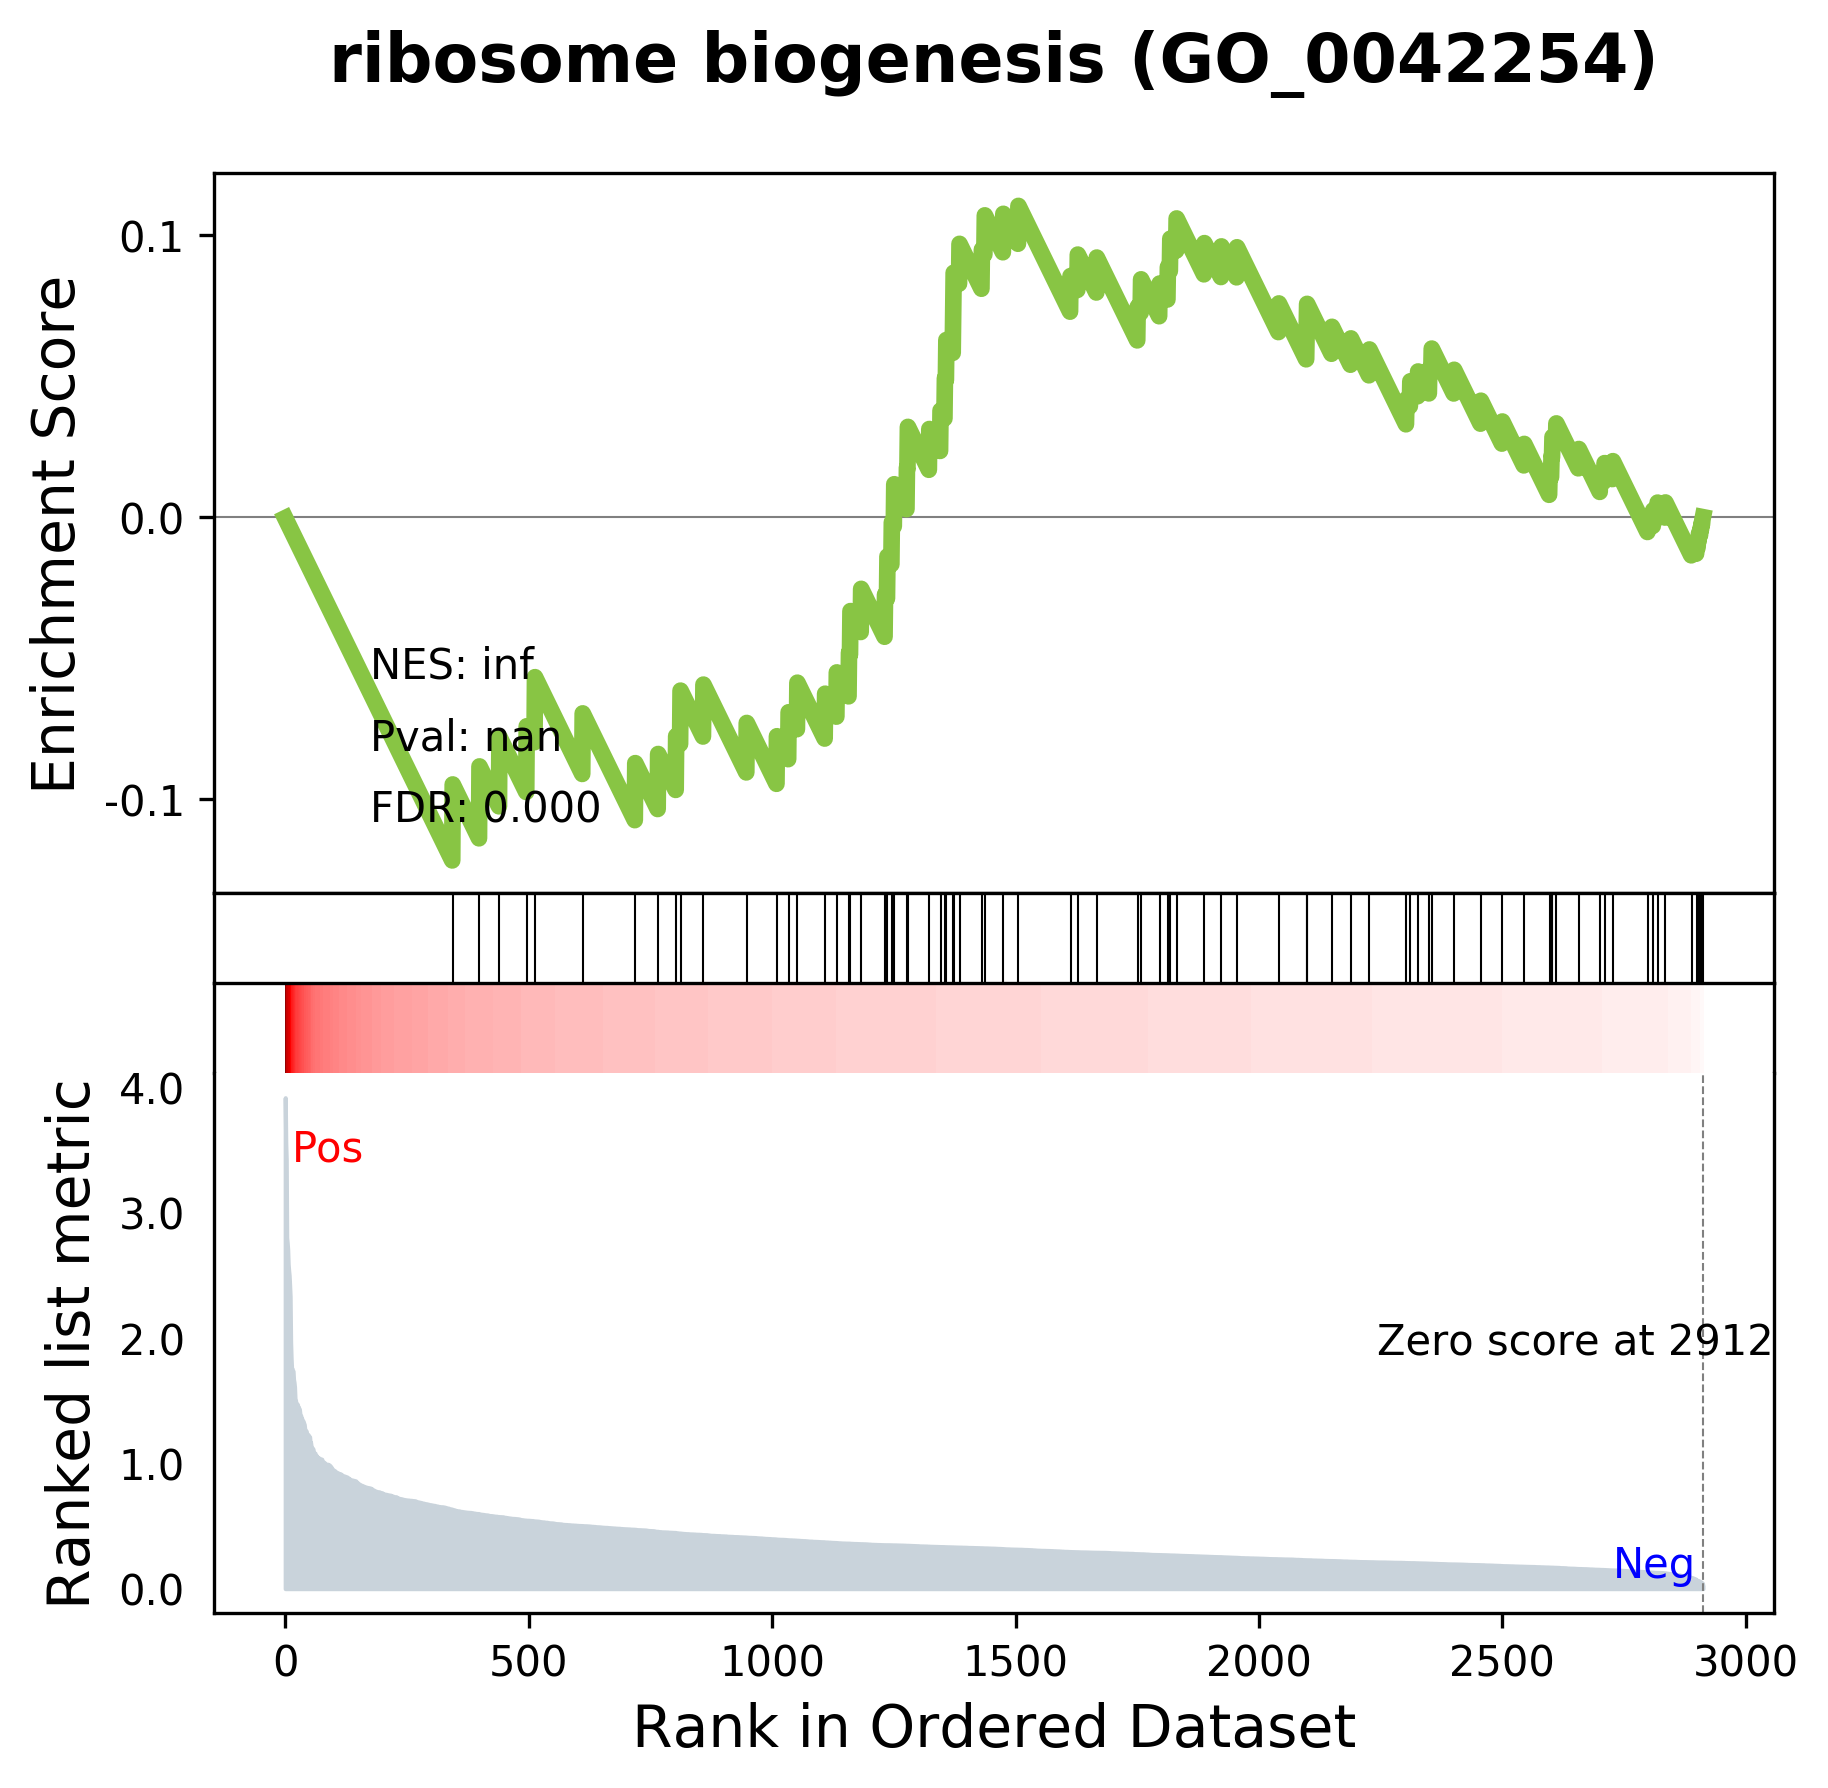 ribosome biogenesis (GO_0042254)
Enrichment Score
0.1
0.0
-0.1
NES: inf
Pval: nan
FDR: 0.000
Ranked list metric
4.0
3.0
2.0
1.0
0.0
Pos
Zero score at 2912
Neg
0 500 1000 1500 2000 2500 3000
Rank in Ordered Dataset